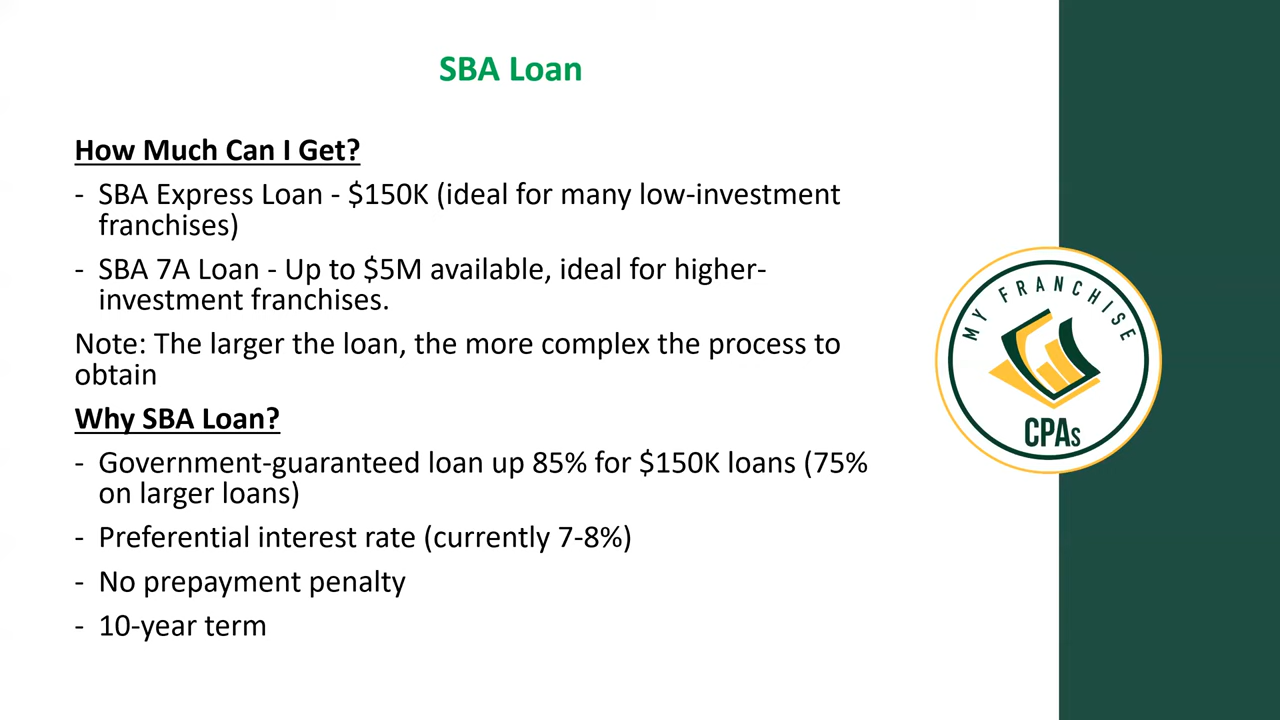 SBA Loan
How Much Can I Get?
- SBA Express Loan - $150K (ideal for many low-investment
franchises)
- SBA 7A Loan - Up to $5M available, ideal for higher-
investment franchises.
Note: The larger the loan, the more complex the process to
obtain
Why SBA Loan?
- Government-guaranteed loan up 85% for $150K loans (75%
on larger loans)
- Preferential interest rate (currently 7-8%)
- No prepayment penalty
- 10-year term
MY FRANCHISE
CPAs